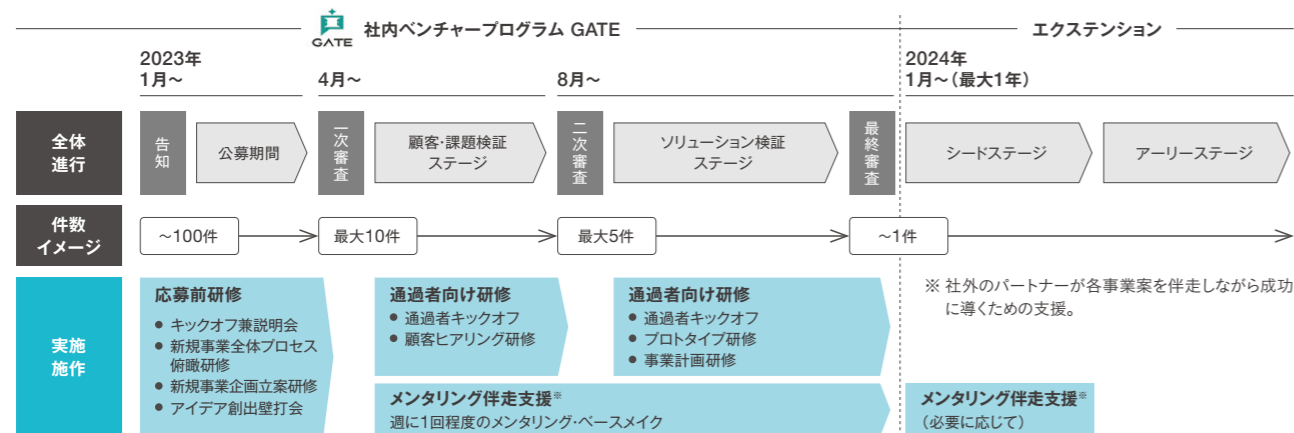 GATE
社内ベンチャープログラム GATE
エクステンション
2023年
1月～
4月～
8月～
2024年
1月～（最大1年）
全体
進行
告知
公募期間
一次審査
顧客・課題検証
ステージ
二次審査
ソリューション検証
ステージ
最終審査
シードステージ
アーリーステージ
件数
イメージ
～100件
最大10件
最大5件
～1件
実施
施作
応募前研修
● キックオフ兼説明会
● 新規事業全体プロセス
俯瞰研修
● 新規事業企画立案研修
● アイデア創出壁打会
通過者向け研修
● 通過者キックオフ
● 顧客ヒアリング研修
通過者向け研修
● 通過者キックオフ
● プロトタイプ研修
● 事業計画研修
※ 社外のパートナーが各事業案を伴走しながら成功
に導くための支援。
メンタリング伴走支援※
週に1回程度のメンタリング・ベースメイク
メンタリング伴走支援※
（必要に応じて）